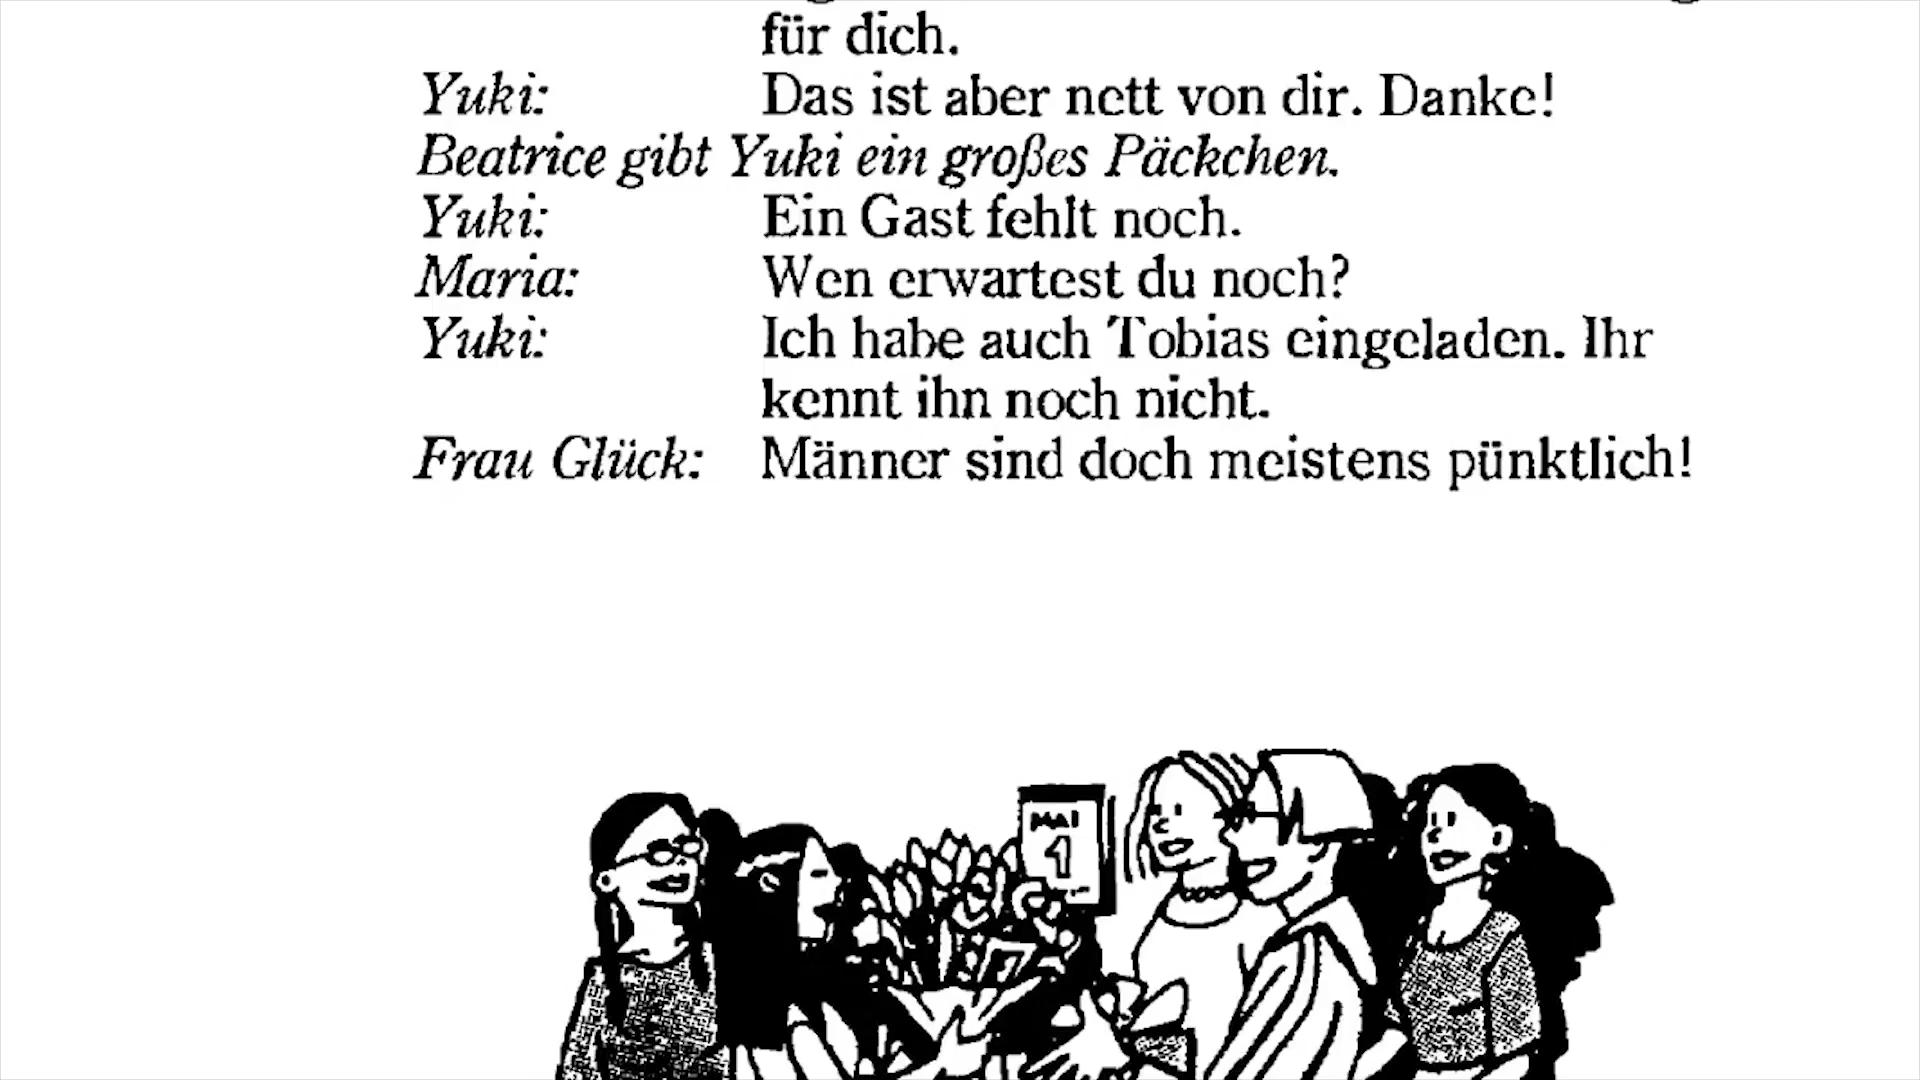 für dich.
Yuki: Das ist aber nett von dir. Danke!
Beatrice gibt Yuki ein großes Päckchen.
Yuki: Ein Gast fehlt noch.
Maria: Wen erwartest du noch?
Yuki: Ich habe auch Tobias eingeladen. Ihr
kennt ihn noch nicht.
Frau Glück: Männer sind doch meistens pünktlich!
MAI
1